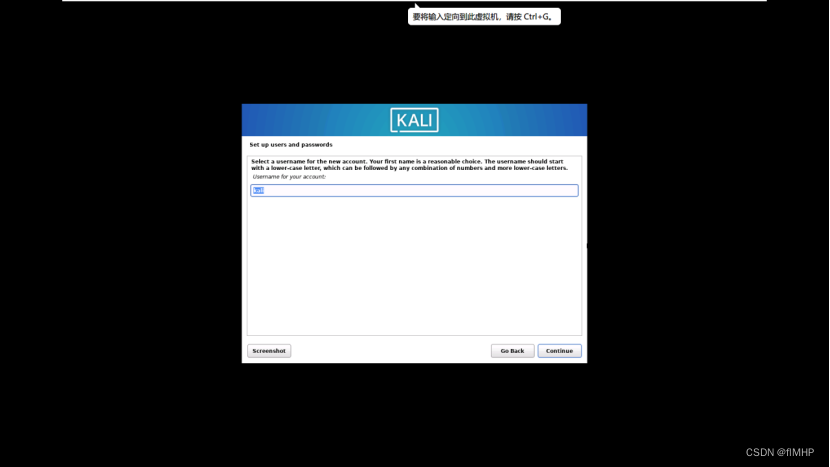 要将输入定向到此虚拟机，请按 Ctrl+G。
KALI
Set up users and passwords
Select a username for the new account. Your first name is a reasonable choice. The username should start
with a lower-case letter, which can be followed by any combination of numbers and more lower-case letters.
Username for your account:
kali
Screenshot
Go Back
Continue
CSDN @flMHP